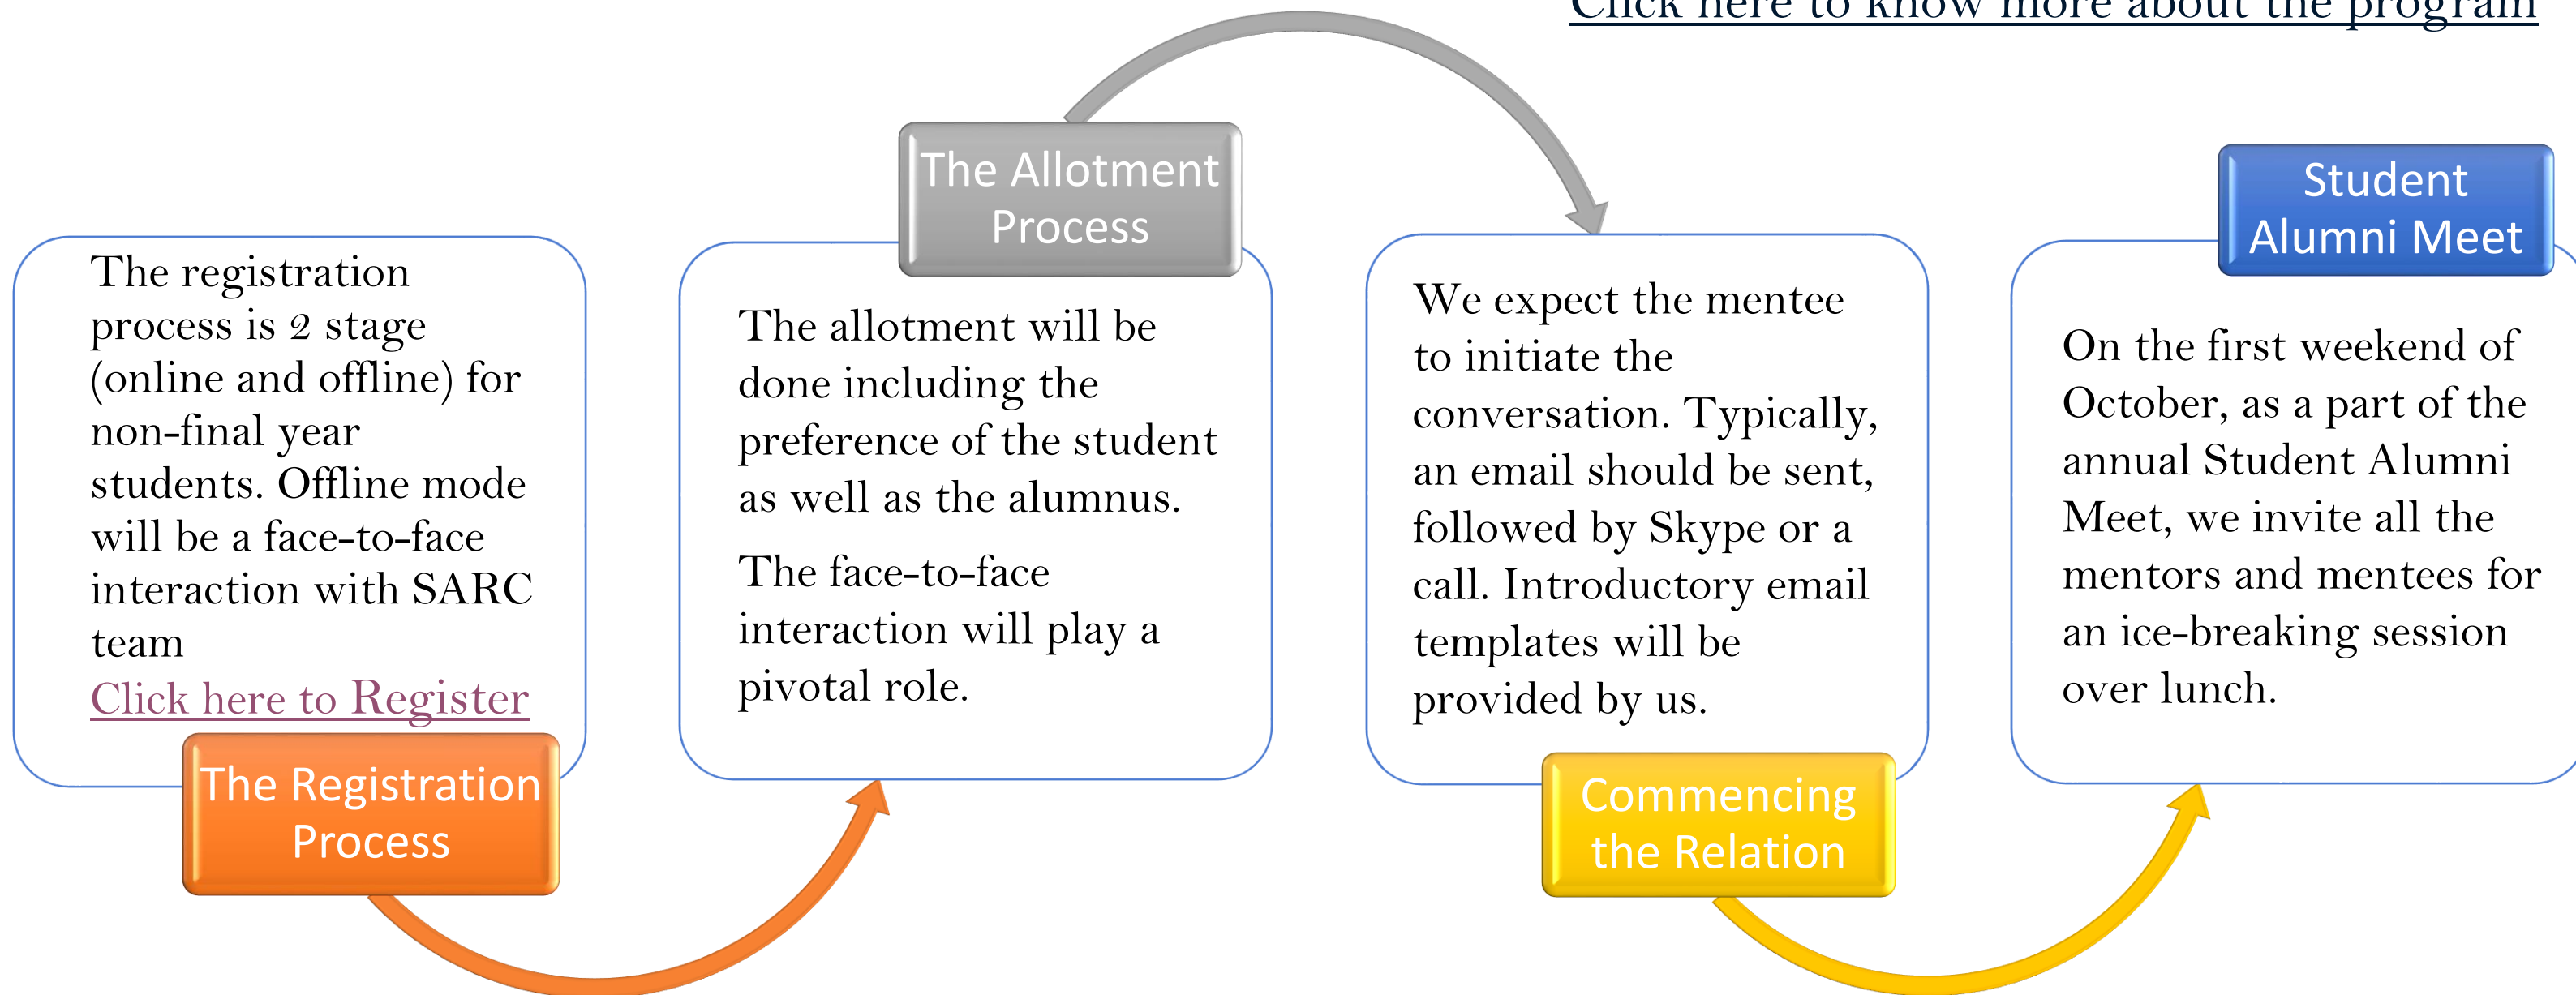 Click here to know more about the program
The registration
process is 2 stage
(online and offline) for
non-final year
students. Offline mode
will be a face-to-face
interaction with SARC
team
Click here to Register
The Registration
Process
The Allotment
Process
The allotment will be
done including the
preference of the student
as well as the alumnus.
The face-to-face
interaction will play a
pivotal role.
We expect the mentee
to initiate the
conversation. Typically,
an email should be sent,
followed by Skype or a
call. Introductory email
templates will be
provided by us.
Commencing
the Relation
Student
Alumni Meet
On the first weekend of
October, as a part of the
annual Student Alumni
Meet, we invite all the
mentors and mentees for
an ice-breaking session
over lunch.